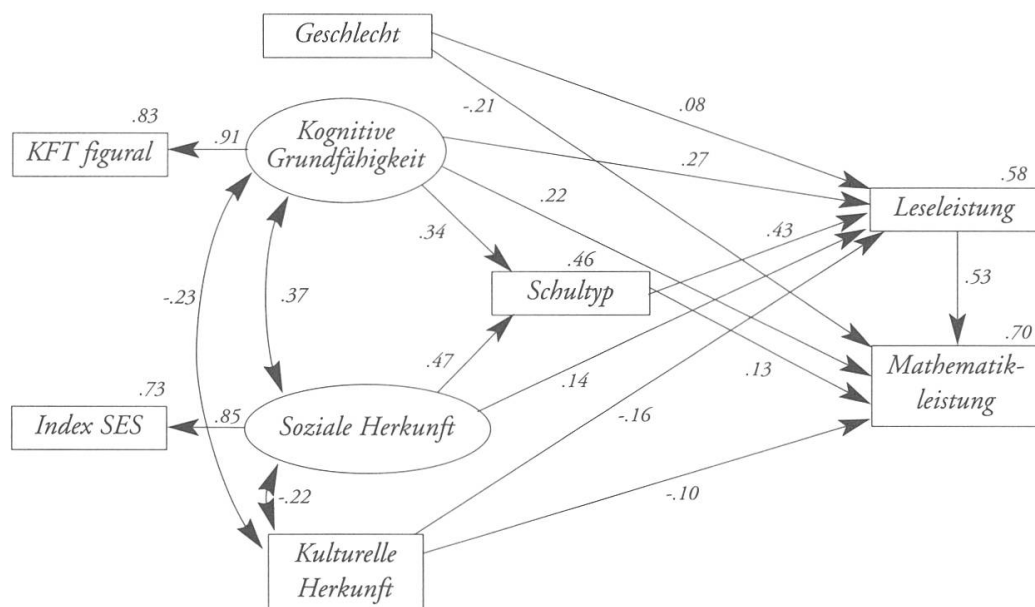 Geschlecht
-.21
.08
.83
KFT figural
.91
Kognitive
Grundfähigkeit
.27
.22
.58
Leseleistung
.34
.43
.46
Schultyp
.53
-.23
.37
.70
Mathematik-
leistung
.47
.14
.13
.73
Index SES
.85
Soziale Herkunft
-.16
-.22
-.10
Kulturelle
Herkunft